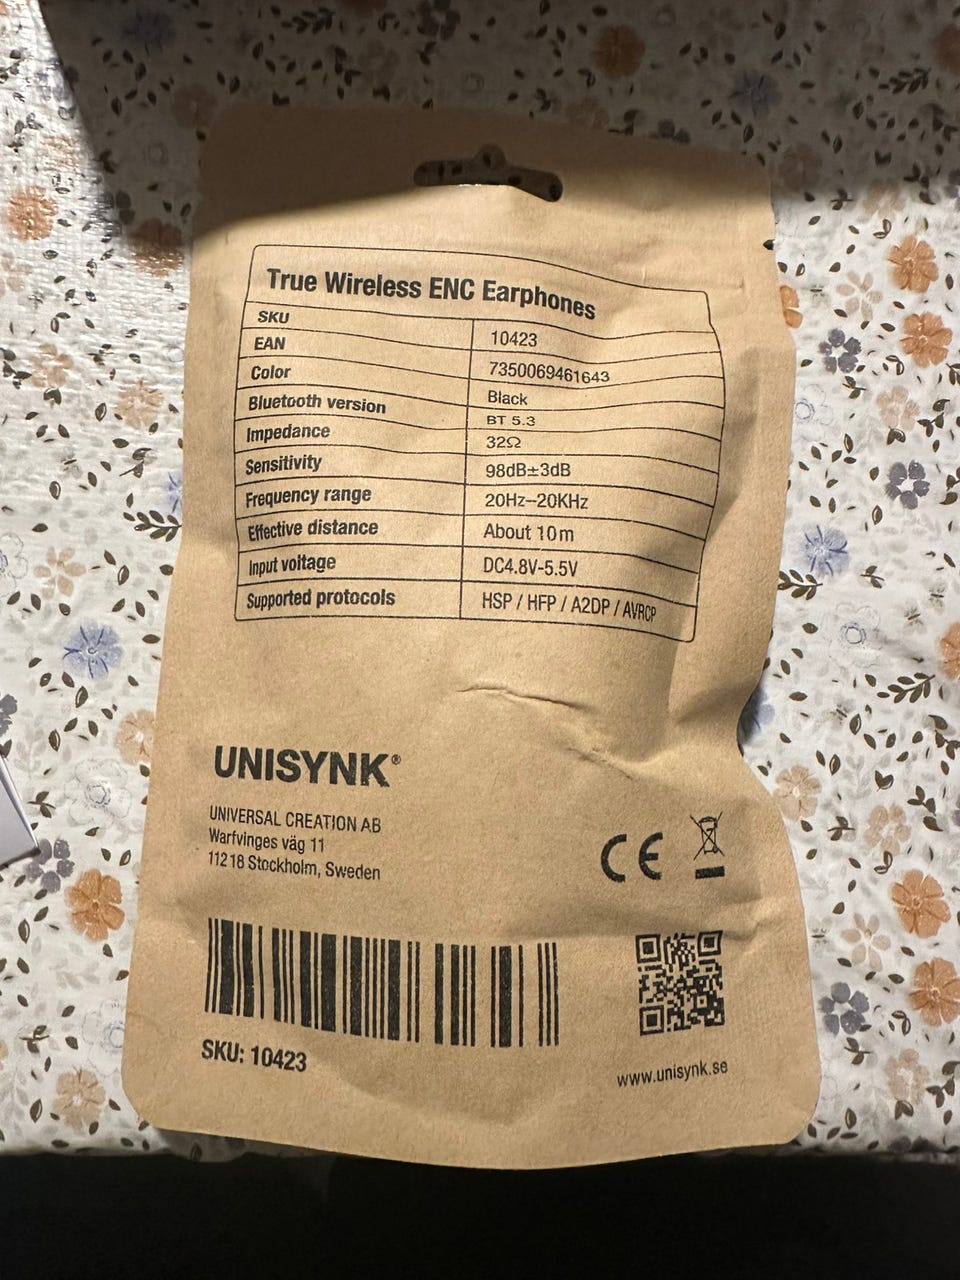 True Wireless ENC Earphones
SKU 10423
EAN 7350069461643
Color Black
Bluetooth version BT 5.3
Impedance 32Ω
Sensitivity 98dB±3dB
Frequency range 20Hz–20KHz
Effective distance About 10m
Input voltage DC4.8V-5.5V
Supported protocols HSP / HFP / A2DP / AVRCP
UNISYNK®
UNIVERSAL CREATION AB
Warfvinges väg 11
112 18 Stockholm, Sweden
CE
SKU: 10423
www.unisynk.se